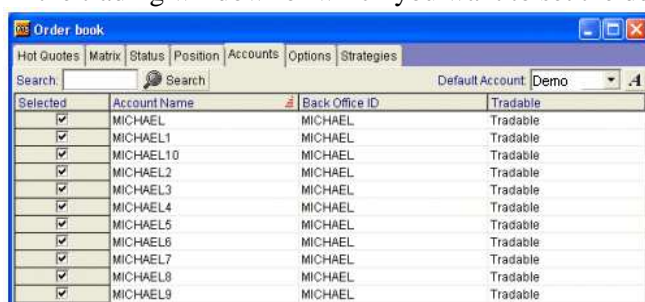 Order book
Hot Quotes Matrix Status Position Accounts Options Strategies
Search: Search Default Account: Demo A
Selected Account Name Back Office ID Tradable
MICHAEL MICHAEL Tradable
MICHAEL1 MICHAEL Tradable
MICHAEL10 MICHAEL Tradable
MICHAEL2 MICHAEL Tradable
MICHAEL3 MICHAEL Tradable
MICHAEL4 MICHAEL Tradable
MICHAEL5 MICHAEL Tradable
MICHAEL6 MICHAEL Tradable
MICHAEL7 MICHAEL Tradable
MICHAEL8 MICHAEL Tradable
MICHAEL9 MICHAEL Tradable